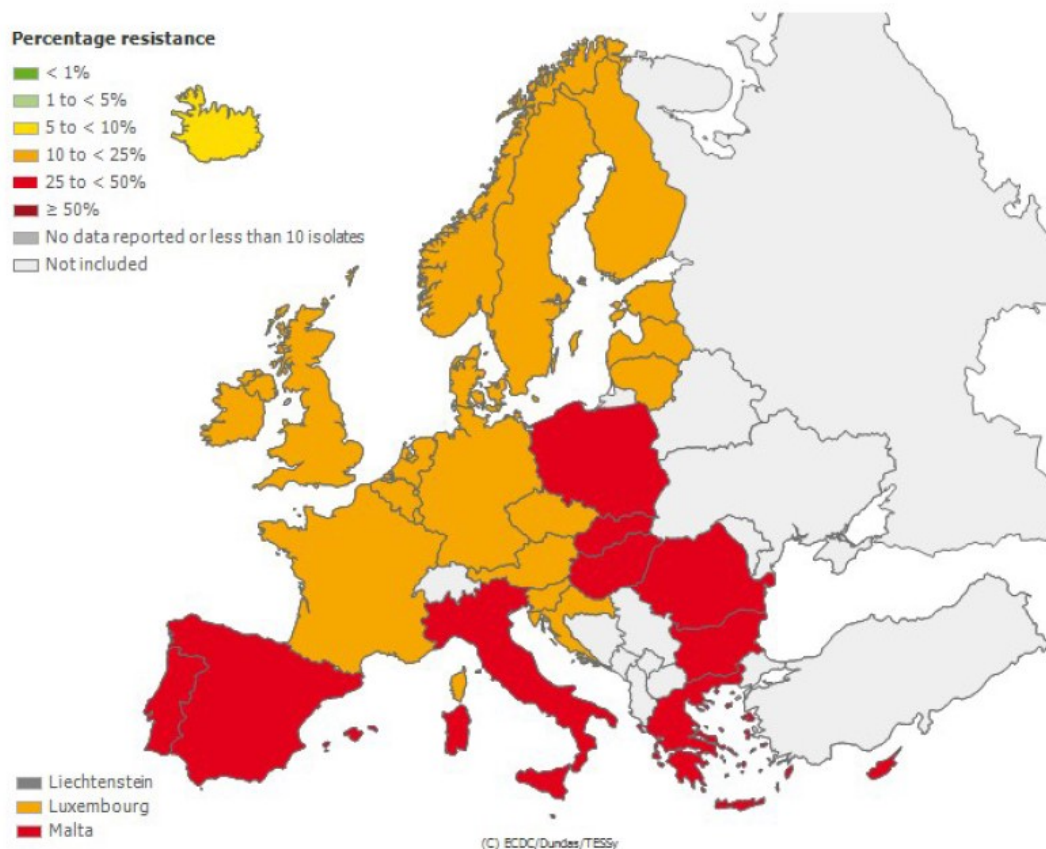 Percentage resistance
< 1%
1 to < 5%
5 to < 10%
10 to < 25%
25 to < 50%
≥ 50%
No data reported or less than 10 isolates
Not included
Liechtenstein
Luxembourg
Malta
(C) ECDC/Dundas/TESSy